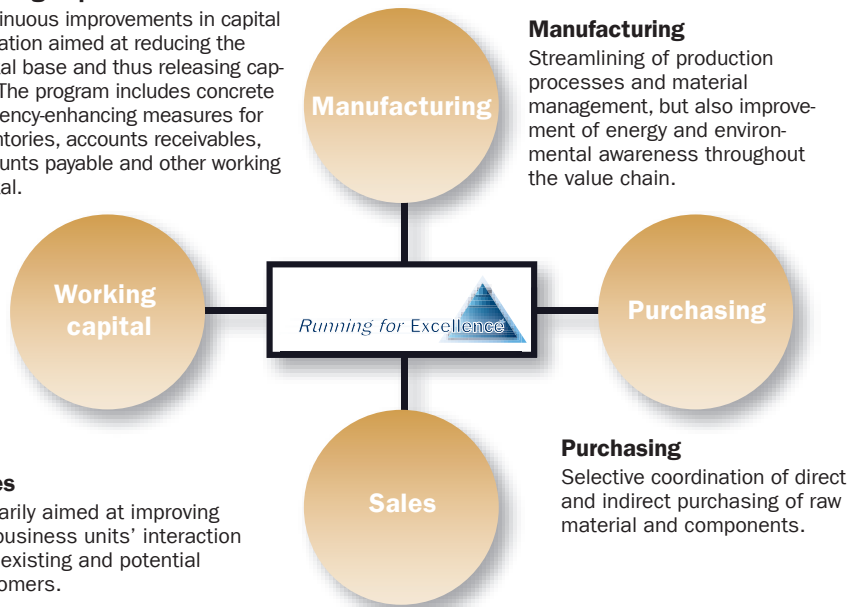 tinuous improvements in capital
ation aimed at reducing the
al base and thus releasing cap-
The program includes concrete
ency-enhancing measures for
ntories, accounts receivables,
unts payable and other working
al.
Manufacturing
Manufacturing
Streamlining of production
processes and material
management, but also improve-
ment of energy and environ-
mental awareness throughout
the value chain.
Working
capital
Running for Excellence
Purchasing
Sales
es
arily aimed at improving
business units’ interaction
existing and potential
omers.
Purchasing
Selective coordination of direct
and indirect purchasing of raw
material and components.